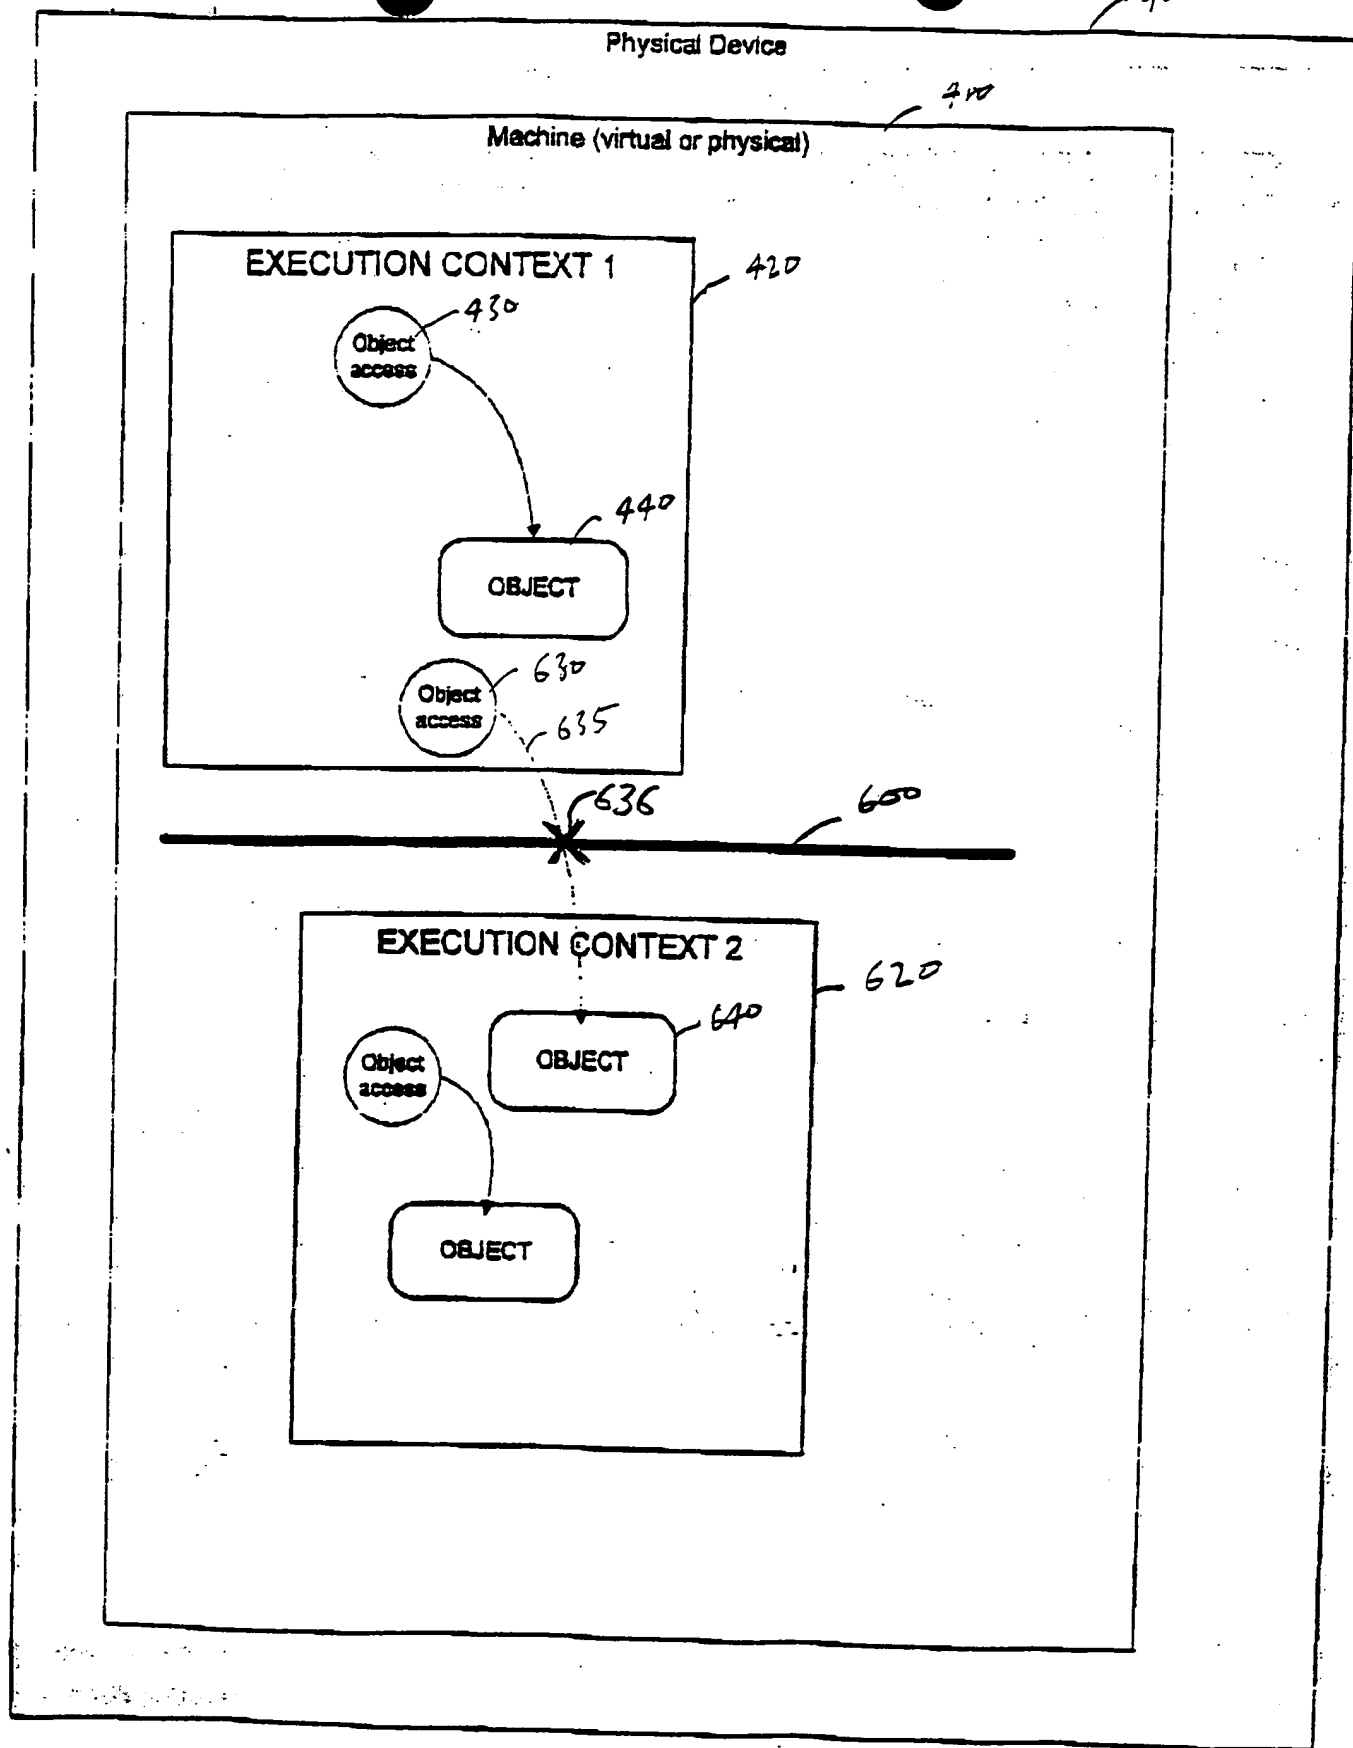 Physical Device
Machine (virtual or physical)
EXECUTION CONTEXT 1
420
430
Object
access
440
OBJECT
630
Object
access
635
636
600
EXECUTION CONTEXT 2
620
640
OBJECT
Object
access
OBJECT